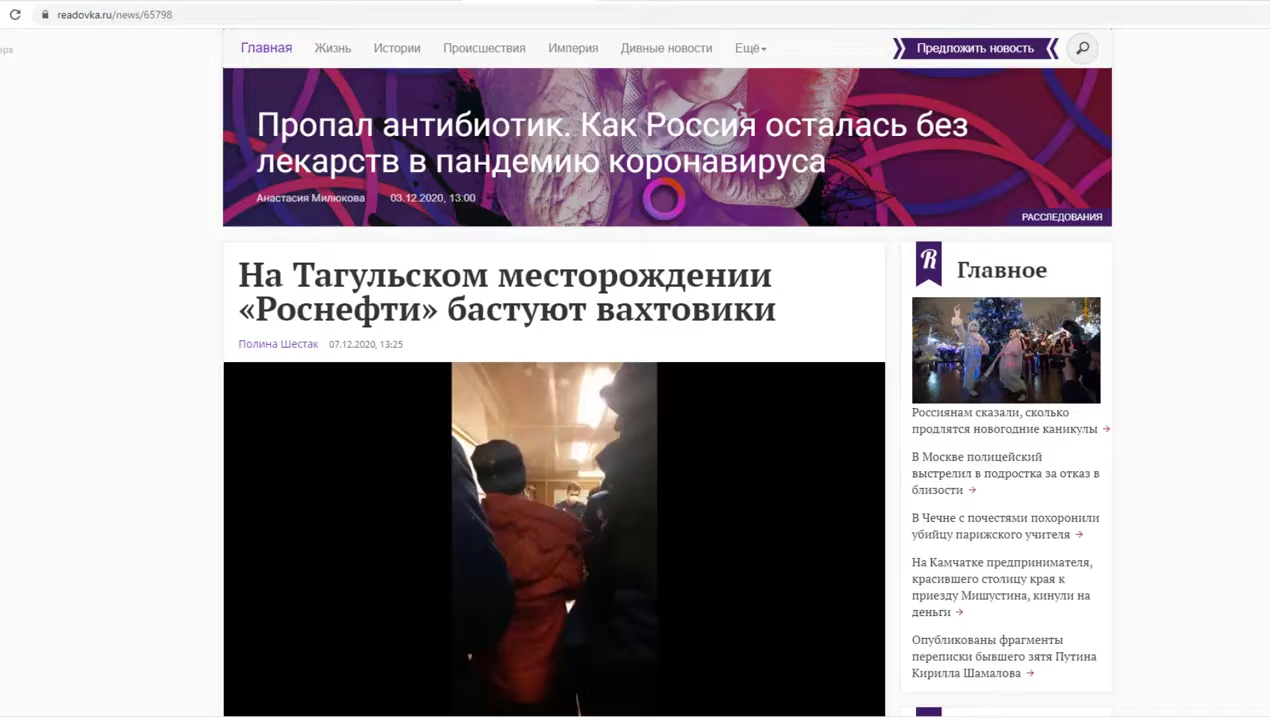 readovka.ru/news/65798
ерх
Главная Жизнь Истории Происшествия Империя Дивные новости Ещё
Предложить новость
Пропал антибиотик. Как Россия осталась без
лекарств в пандемию коронавируса
Анастасия Милюкова 03.12.2020, 13:00
РАССЛЕДОВАНИЯ
На Тагульском месторождении
«Роснефти» бастуют вахтовики
Полина Шестак 07.12.2020, 13:25
R
Главное
Россиянам сказали, сколько
продлятся новогодние каникулы →
В Москве полицейский
выстрелил в подростка за отказ в
близости →
В Чечне с почестями похоронили
убийцу парижского учителя →
На Камчатке предпринимателя,
красившего столицу края к
приезду Мишустина, кинули на
деньги →
Опубликованы фрагменты
переписки бывшего зятя Путина
Кирилла Шамалова →